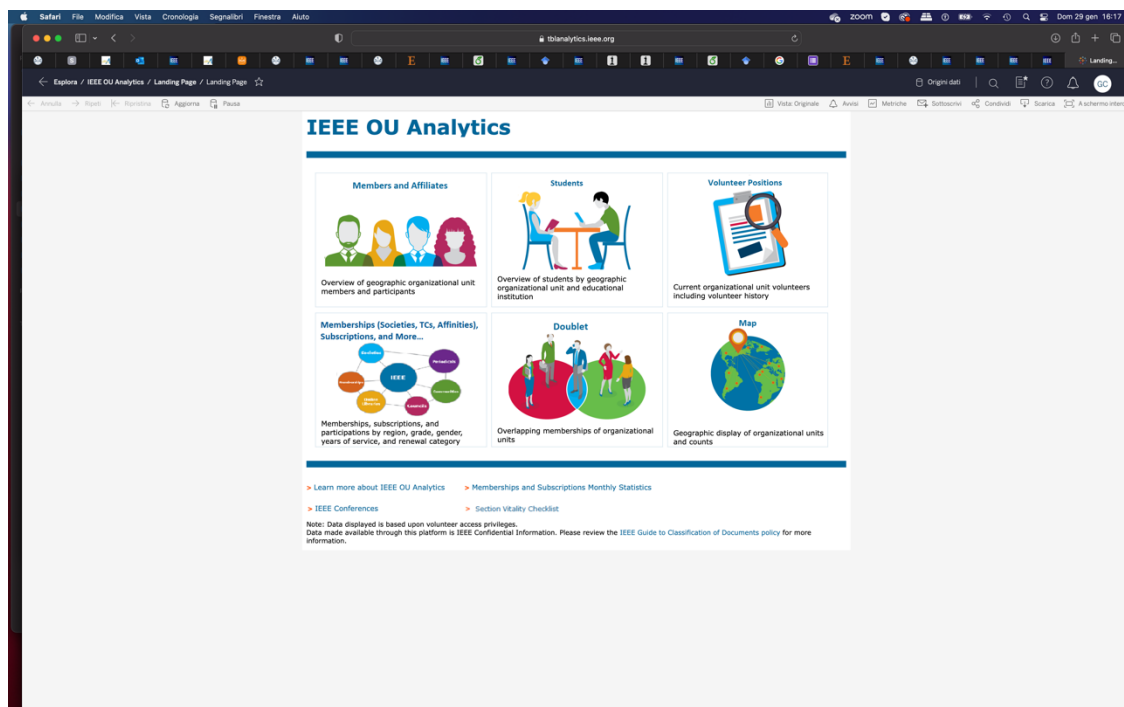 Safari File Modifica Vista Cronologia Segnalibri Finestra Aiuto
zoom
Dom 29 gen 16:17
tblanalytics.ieee.org
Landing...
Esplora / IEEE OU Analytics / Landing Page / Landing Page
Origini dati
GC
Annulla Ripeti Ripristina Aggiorna Pausa
Vista: Originale Avvisi Metriche Sottoscrivi Condividi Scarica A schermo inter
IEEE OU Analytics
Members and Affiliates
Overview of geographic organizational unit
members and participants
Students
Overview of students by geographic
organizational unit and educational
institution
Volunteer Positions
Current organizational unit volunteers
including volunteer history
Memberships (Societies, TCs, Affinities),
Subscriptions, and More...
IEEE
Memberships, subscriptions, and
participations by region, grade, gender,
years of service, and renewal category
Doublet
Overlapping memberships of organizational
units
Map
Geographic display of organizational units
and counts
> Learn more about IEEE OU Analytics
> Memberships and Subscriptions Monthly Statistics
> IEEE Conferences
> Section Vitality Checklist
Note: Data displayed is based upon volunteer access privileges.
Data made available through this platform is IEEE Confidential Information. Please review the IEEE Guide to Classification of Documents policy for more
information.